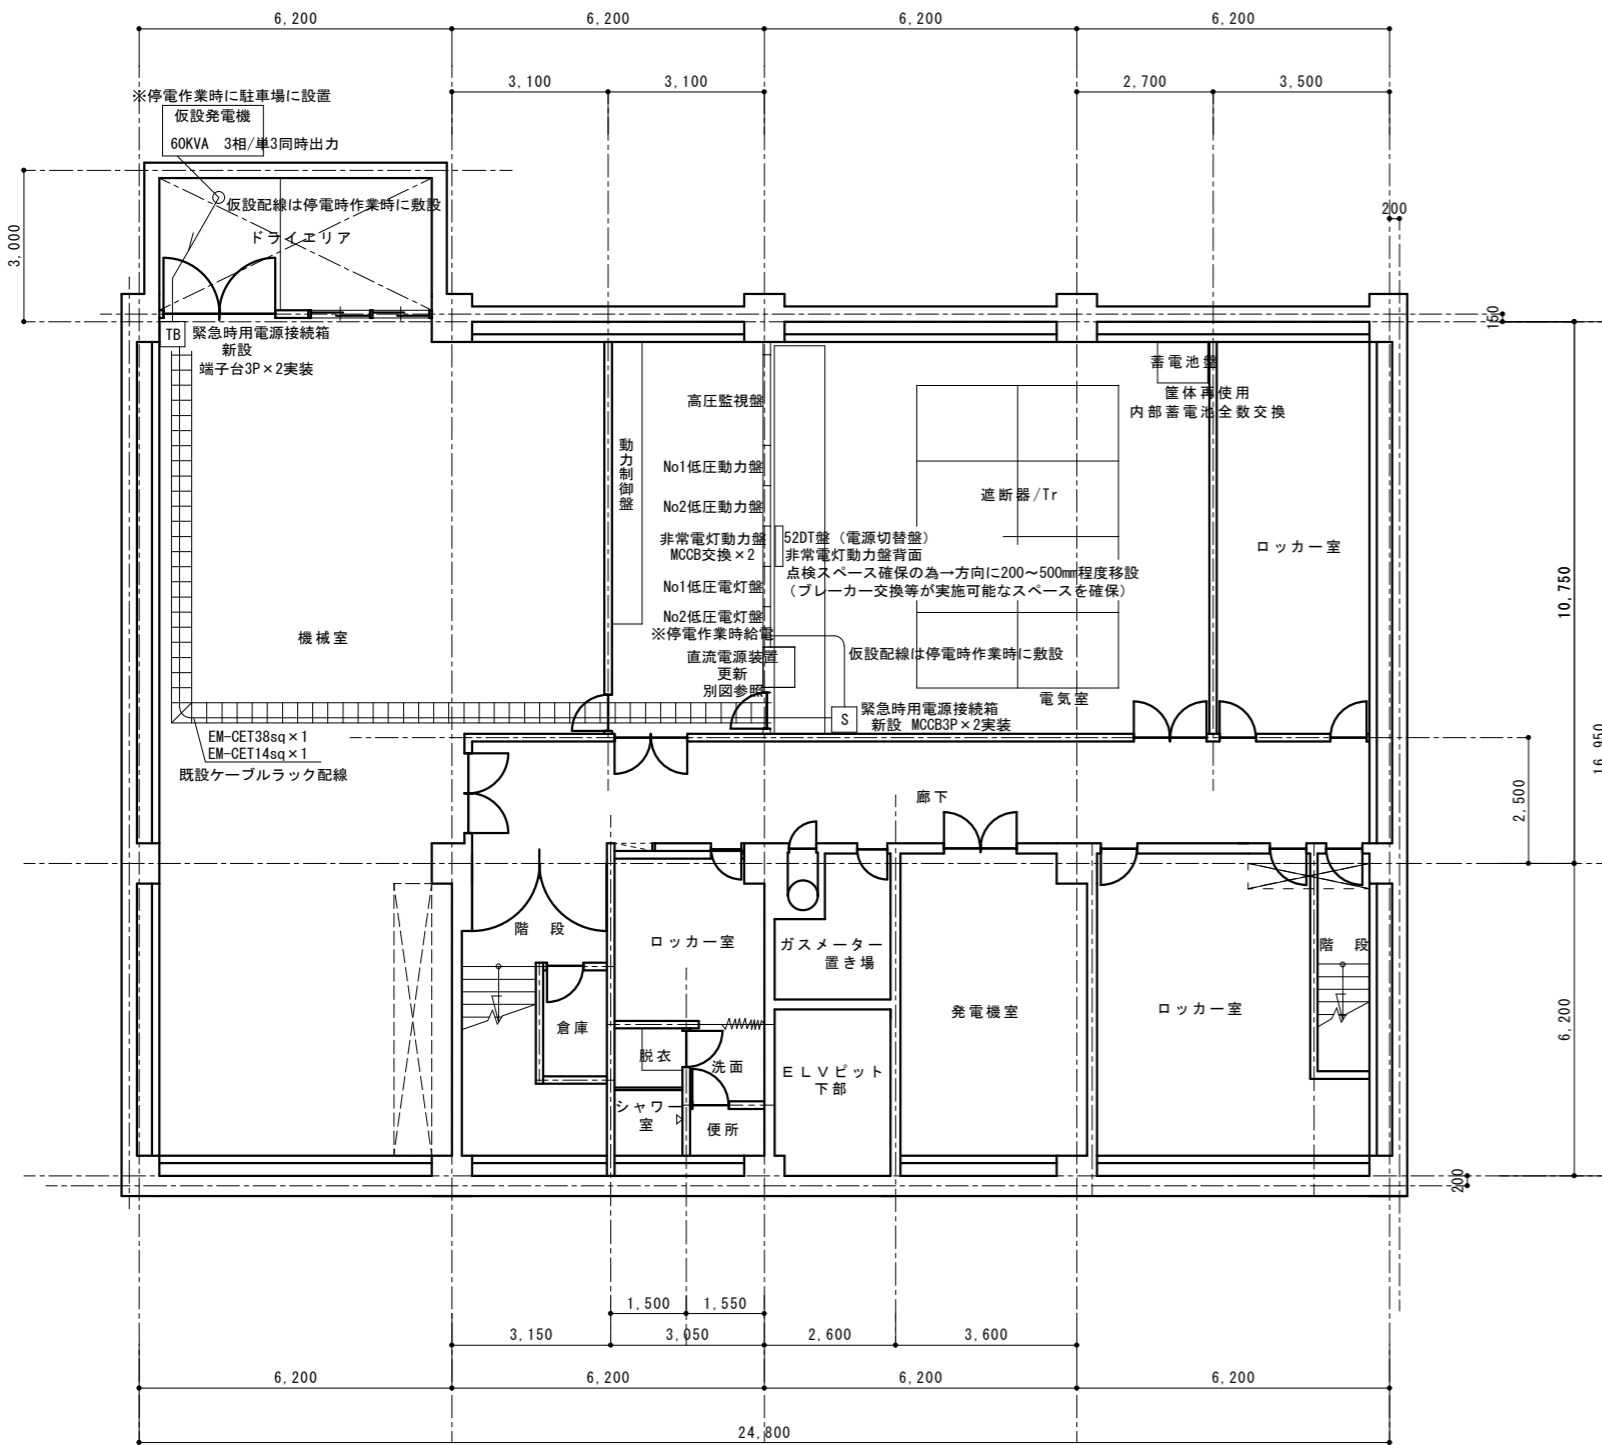 6,200
6,200
6,200
6,200
3,100
3,100
2,700
3,500
※停電作業時に駐車場に設置
仮設発電機
60KVA 3相/単3同時出力
仮設配線は停電時作業時に敷設
ドライエリア
3,000
200
150
TB
緊急時用電源接続箱
新設
端子台3P×2実装
動力制御盤
高圧監視盤
No1低圧動力盤
No2低圧動力盤
非常電灯動力盤
MCCB交換×2
No1低圧電灯盤
No2低圧電灯盤
※停電作業時給電
直流電源装置
更新
別図参照
蓄電池盤
筐体再使用
内部蓄電池全数交換
遮断器/Tr
52DT盤（電源切替盤）
非常電灯動力盤背面
点検スペース確保の為→方向に200～500㎜程度移設
（ブレーカー交換等が実施可能なスペースを確保）
ロッカー室
機械室
仮設配線は停電時作業時に敷設
電気室
S
緊急時用電源接続箱
新設 MCCB3P×2実装
EM-CET38sq×1
EM-CET14sq×1
既設ケーブルラック配線
10,750
16,950
2,500
廊下
階 段
ロッカー室
ガスメーター
置き場
発電機室
ロッカー室
階 段
倉庫
脱衣
洗面
シャワー
室
便所
ＥＬＶピット
下部
6,200
200
1,500
1,550
3,150
3,050
2,600
3,600
6,200
6,200
6,200
6,200
24,800